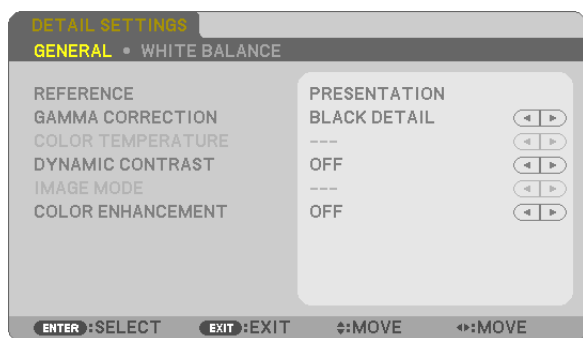 DETAIL SETTINGS
GENERAL • WHITE BALANCE
REFERENCE PRESENTATION
GAMMA CORRECTION BLACK DETAIL
COLOR TEMPERATURE ---
DYNAMIC CONTRAST OFF
IMAGE MODE ---
COLOR ENHANCEMENT OFF
ENTER:SELECT EXIT:EXIT :MOVE :MOVE